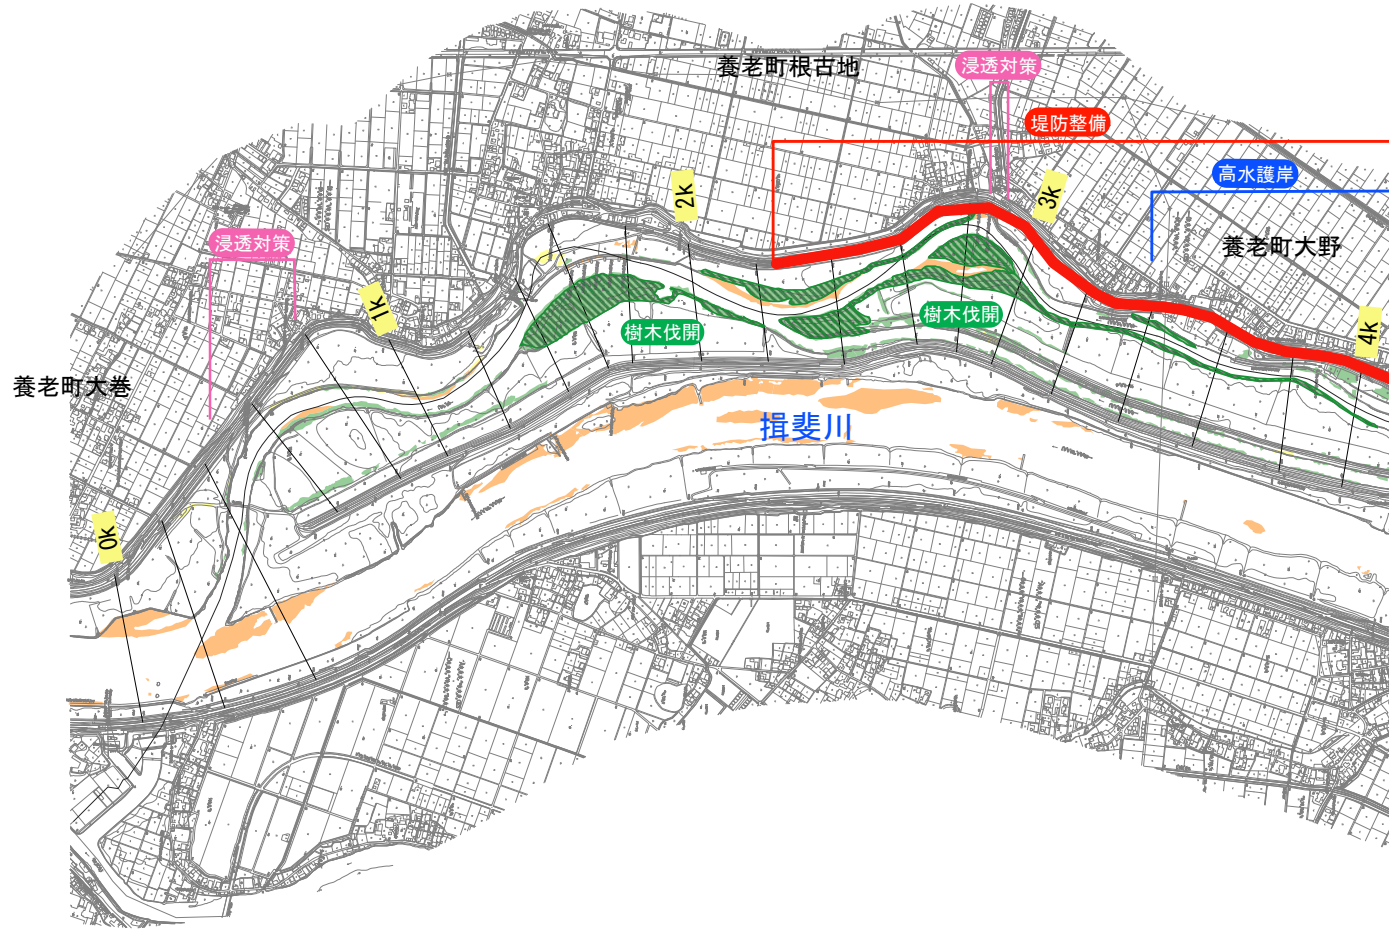 養老町根古地
浸透対策
堤防整備
高水護岸
2k
3k
浸透対策
養老町大野
1k
樹木伐開
樹木伐開
4k
養老町大巻
揖斐川
0k